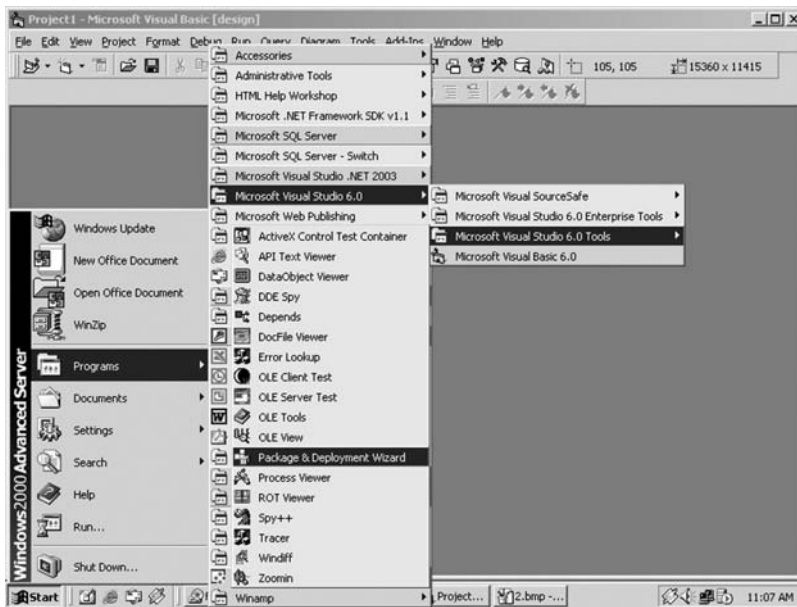 Project1 - Microsoft Visual Basic [design]
File Edit View Project Format Debug Run Query Diagram Tools Add-Ins Window Help
105, 105 15360 x 11415
Accessories
Administrative Tools
HTML Help Workshop
Microsoft .NET Framework SDK v1.1
Microsoft SQL Server
Microsoft SQL Server - Switch
Microsoft Visual Studio .NET 2003
Microsoft Visual Studio 6.0
Microsoft Web Publishing
Microsoft Visual SourceSafe
Microsoft Visual Studio 6.0 Enterprise Tools
Microsoft Visual Studio 6.0 Tools
Microsoft Visual Basic 6.0
ActiveX Control Test Container
API Text Viewer
DataObject Viewer
DDE Spy
Depends
DocFile Viewer
Error Lookup
OLE Client Test
OLE Server Test
OLE Tools
OLE View
Package & Deployment Wizard
Process Viewer
ROT Viewer
Spy++
Tracer
Windiff
Zoomin
Winamp
Windows Update
New Office Document
Open Office Document
WinZip
Programs
Documents
Settings
Search
Help
Run...
Shut Down...
Windows2000 Advanced Server
Start
Project...
2.bmp -...
11:07 AM